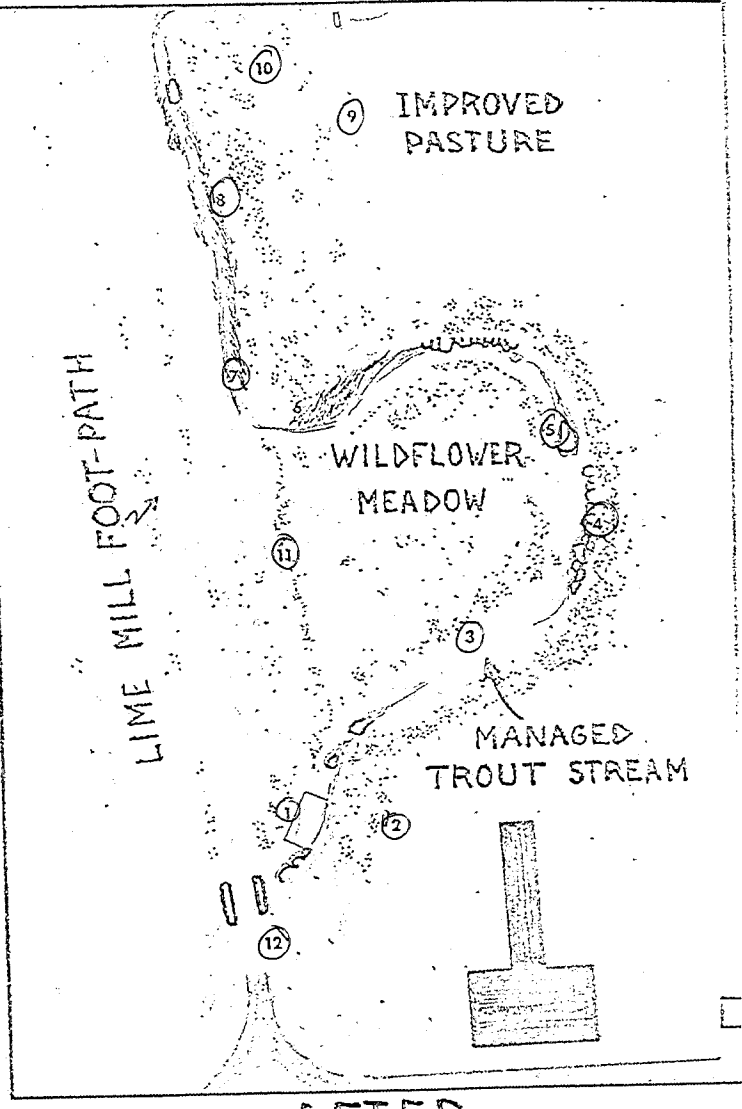 10
9
IMPROVED
PASTURE
8
7
LIME MILL FOOT-PATH
5
WILDFLOWER
MEADOW
4
11
3
MANAGED
TROUT STREAM
1
2
12
AFTER